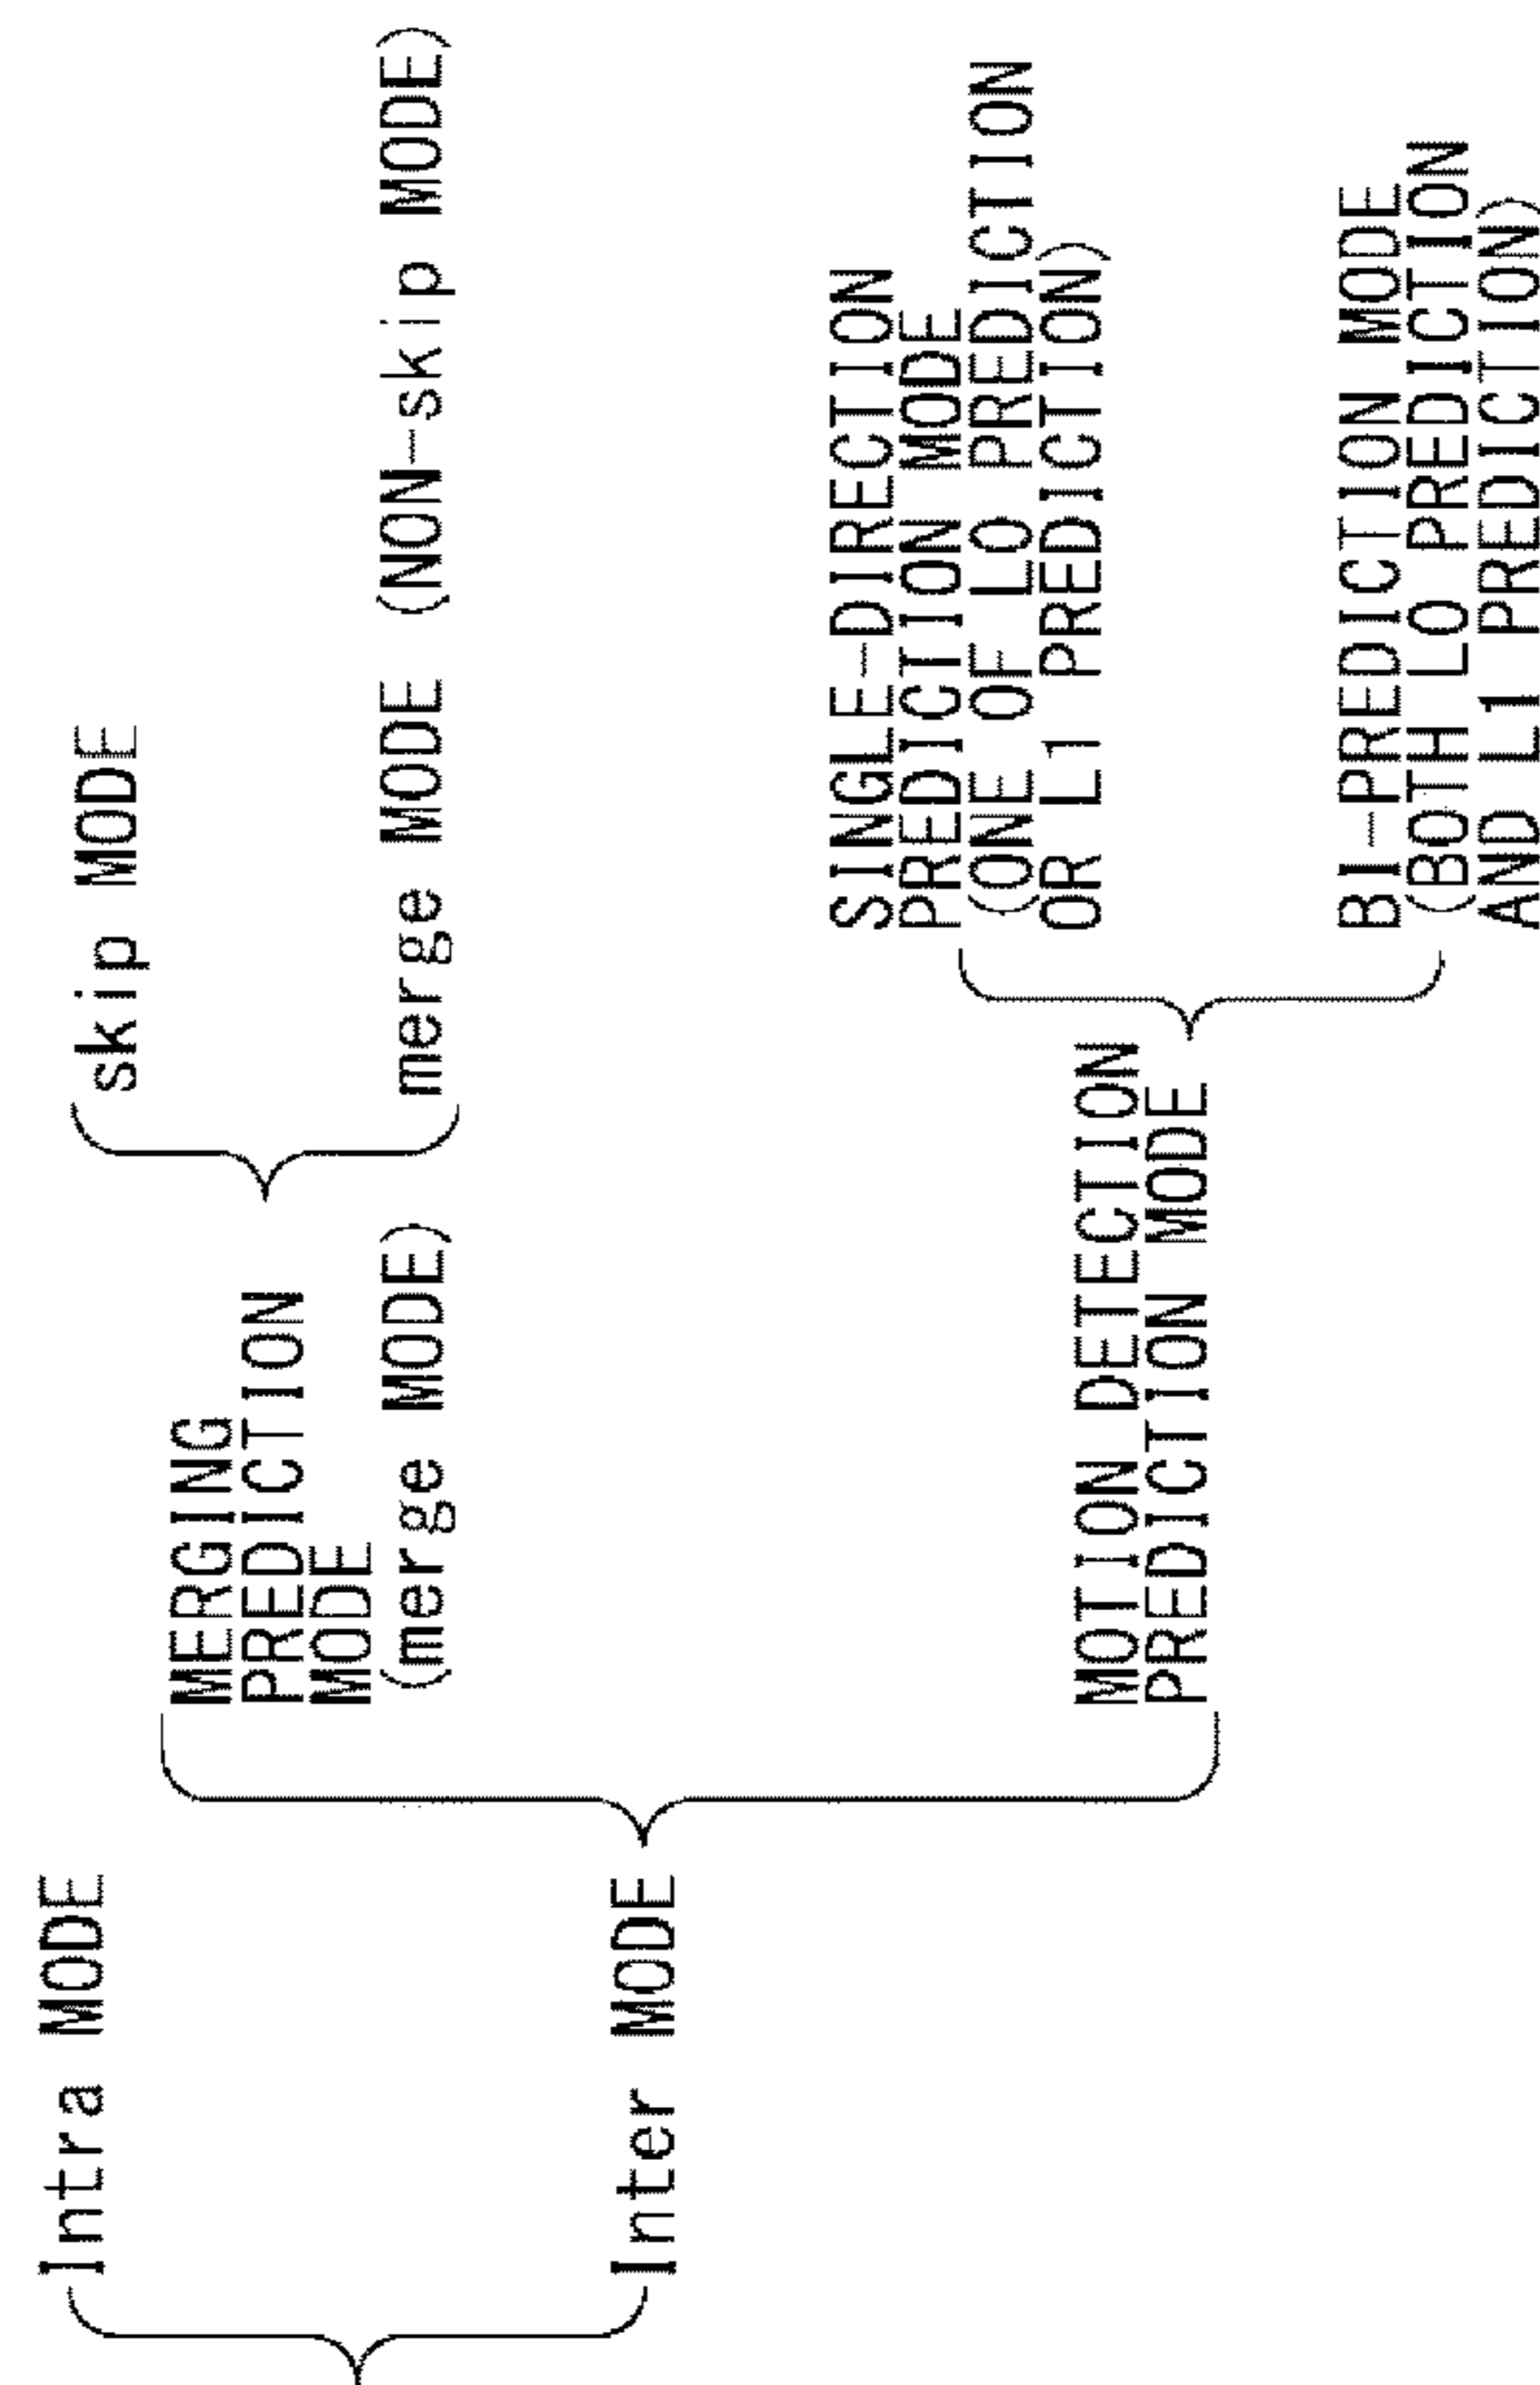 Intra MODE
Inter MODE
MERGING
PREDICTION
MODE
(merge MODE)
skip MODE
merge MODE (NON-skip MODE)
MOTION DETECTION
PREDICTION MODE
SINGLE-DIRECTION
PREDICTION MODE
(ONE OF L0 PREDICTION
OR L1 PREDICTION)
BI-PREDICTION MODE
(BOTH L0 PREDICTION
AND L1 PREDICTION)